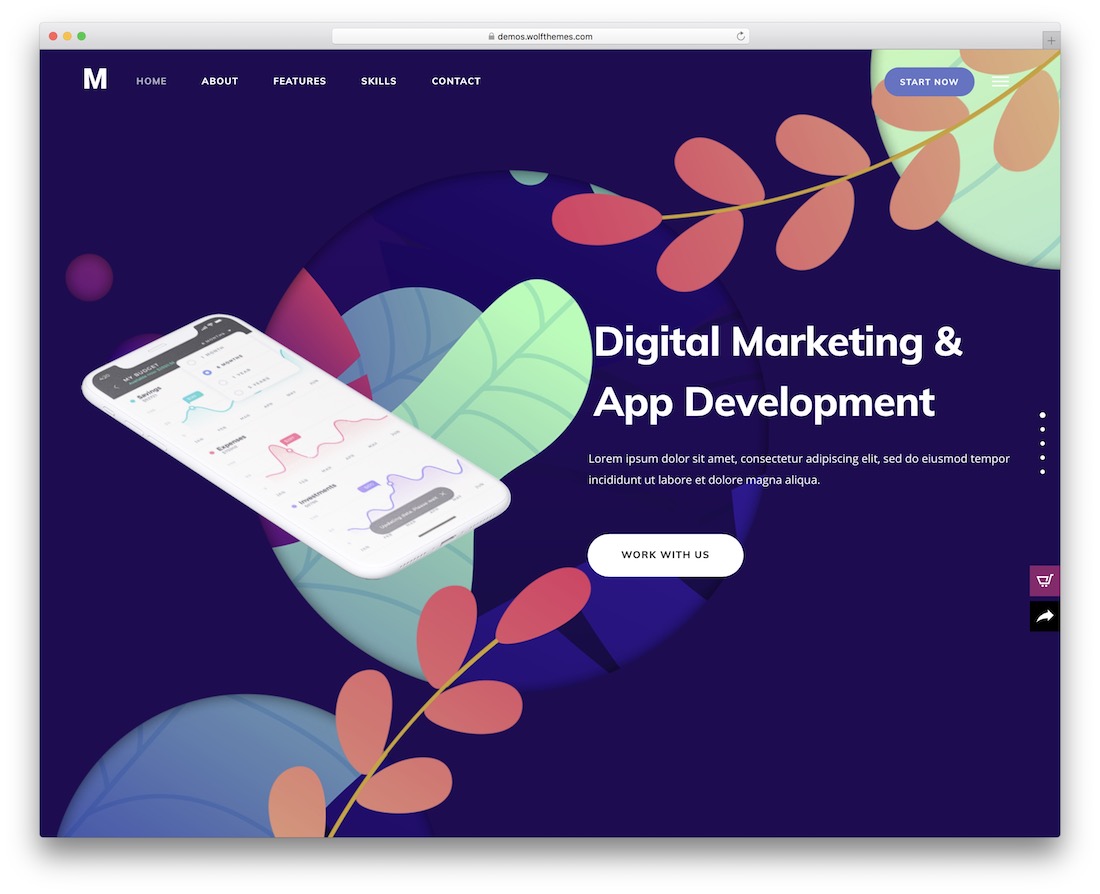 demos.wolfthemes.com
M HOME ABOUT FEATURES SKILLS CONTACT START NOW
Digital Marketing &
App Development
Lorem ipsum dolor sit amet, consectetur adipiscing elit, sed do eiusmod tempor
incididunt ut labore et dolore magna aliqua.
WORK WITH US
MY BUDGET
1 MONTH
6 MONTHS
1 YEAR
5 YEARS
Savings
Expenses
Investments
Updating data. Please wait